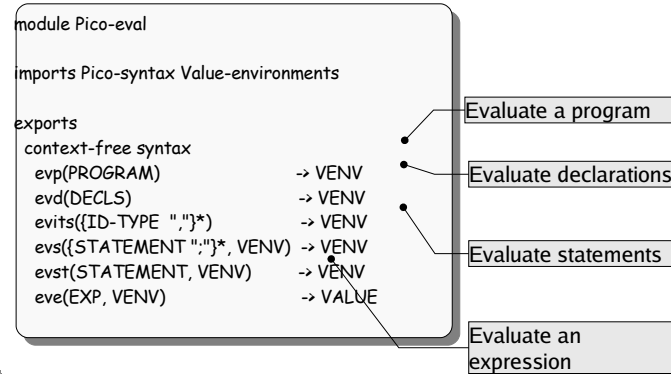 module Pico-eval
imports Pico-syntax Value-environments
exports
context-free syntax
evp(PROGRAM) -> VENV
evd(DECLS) -> VENV
evits({ID-TYPE ","}*) -> VENV
evs({STATEMENT ";"}*, VENV) -> VENV
evst(STATEMENT, VENV) -> VENV
eve(EXP, VENV) -> VALUE
Evaluate a program
Evaluate declarations
Evaluate statements
Evaluate an
expression